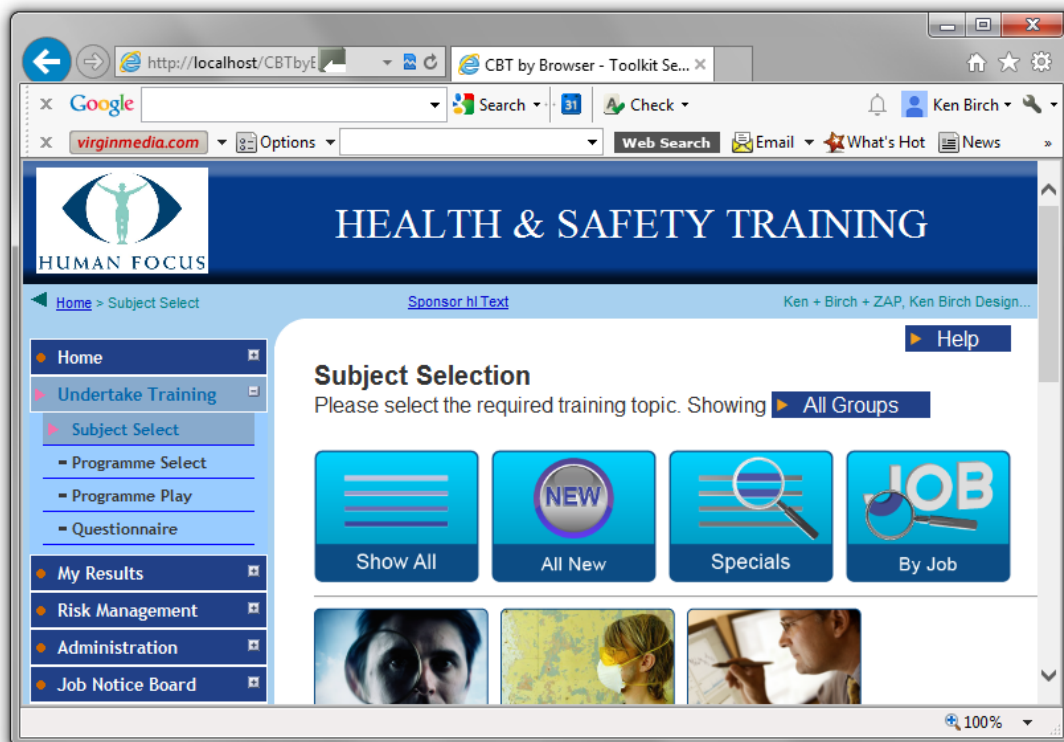 http://localhost/CBTbyB
CBT by Browser - Toolkit Se...
Google
Search
31
Check
Ken Birch
virginmedia.com
Options
Web Search
Email
What's Hot
News
»
HUMAN FOCUS
HEALTH & SAFETY TRAINING
Home > Subject Select
Sponsor hl Text
Ken + Birch + ZAP, Ken Birch Design...
Help
Home
Undertake Training
Subject Select
Programme Select
Programme Play
Questionnaire
My Results
Risk Management
Administration
Job Notice Board
Subject Selection
Please select the required training topic. Showing All Groups
NEW
JOB
Show All
All New
Specials
By Job
100%